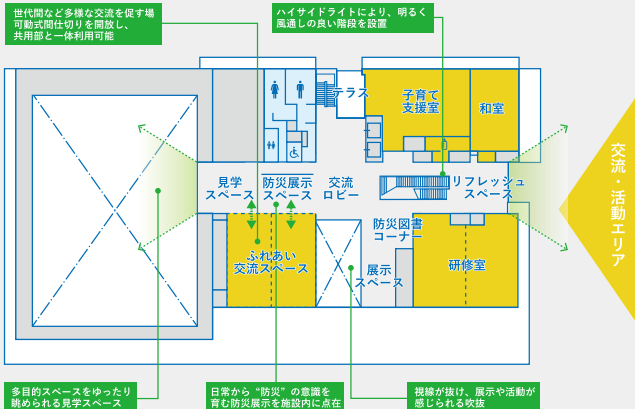 世代間など多様な交流を促す場
可動式間仕切りを開放し、
共用部と一体利用可能
ハイサイドライトにより、明るく
風通しの良い階段を設置
テラス
子育て
支援室
和室
見学
スペース
防災展示
スペース
交流
ロビー
リフレッシュ
スペース
防災図書
コーナー
ふれあい
交流スペース
展示
スペース
研修室
交流・活動エリア
多目的スペースをゆったり
眺められる見学スペース
日常から“防災”の意識を
育む防災展示を施設内に点在
視線が抜け、展示や活動が
感じられる吹抜